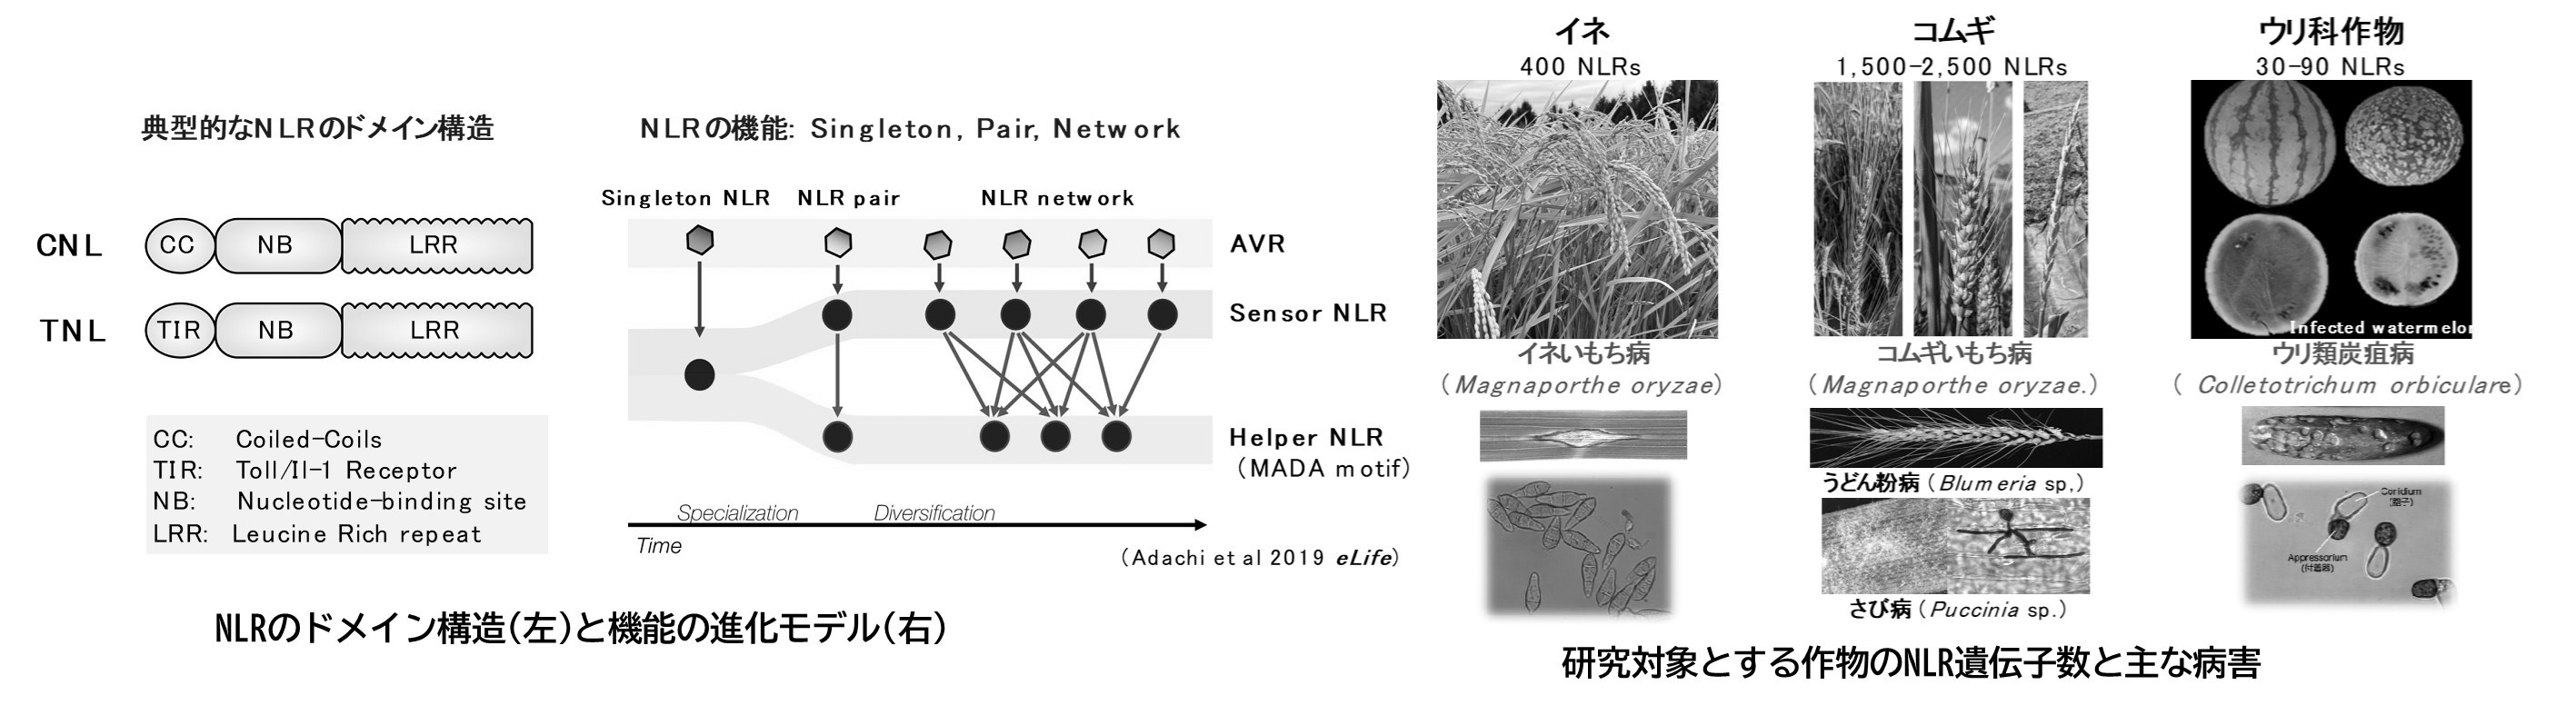 典型的なNLRのドメイン構造
CNL
CC
NB
LRR
TNL
TIR
NB
LRR
CC: Coiled-Coils
TIR: Toll/Il-1 Receptor
NB: Nucleotide-binding site
LRR: Leucine Rich repeat
NLRの機能: Singleton, Pair, Network
Singleton NLR
NLR pair
NLR network
AVR
Sensor NLR
Helper NLR
(MADA motif)
Specialization
Diversification
Time
(Adachi et al 2019 eLife)
NLRのドメイン構造(左)と機能の進化モデル(右)
イネ
400 NLRs
イネいもち病
(Magnaporthe oryzae)
コムギ
1,500-2,500 NLRs
コムギいもち病
(Magnaporthe oryzae.)
うどん粉病 (Blumeria sp.)
さび病 (Puccinia sp.)
ウリ科作物
30-90 NLRs
Infected watermelon
ウリ類炭疽病
( Colletotrichum orbiculare)
Appressorium
(付着器)
研究対象とする作物のNLR遺伝子数と主な病害